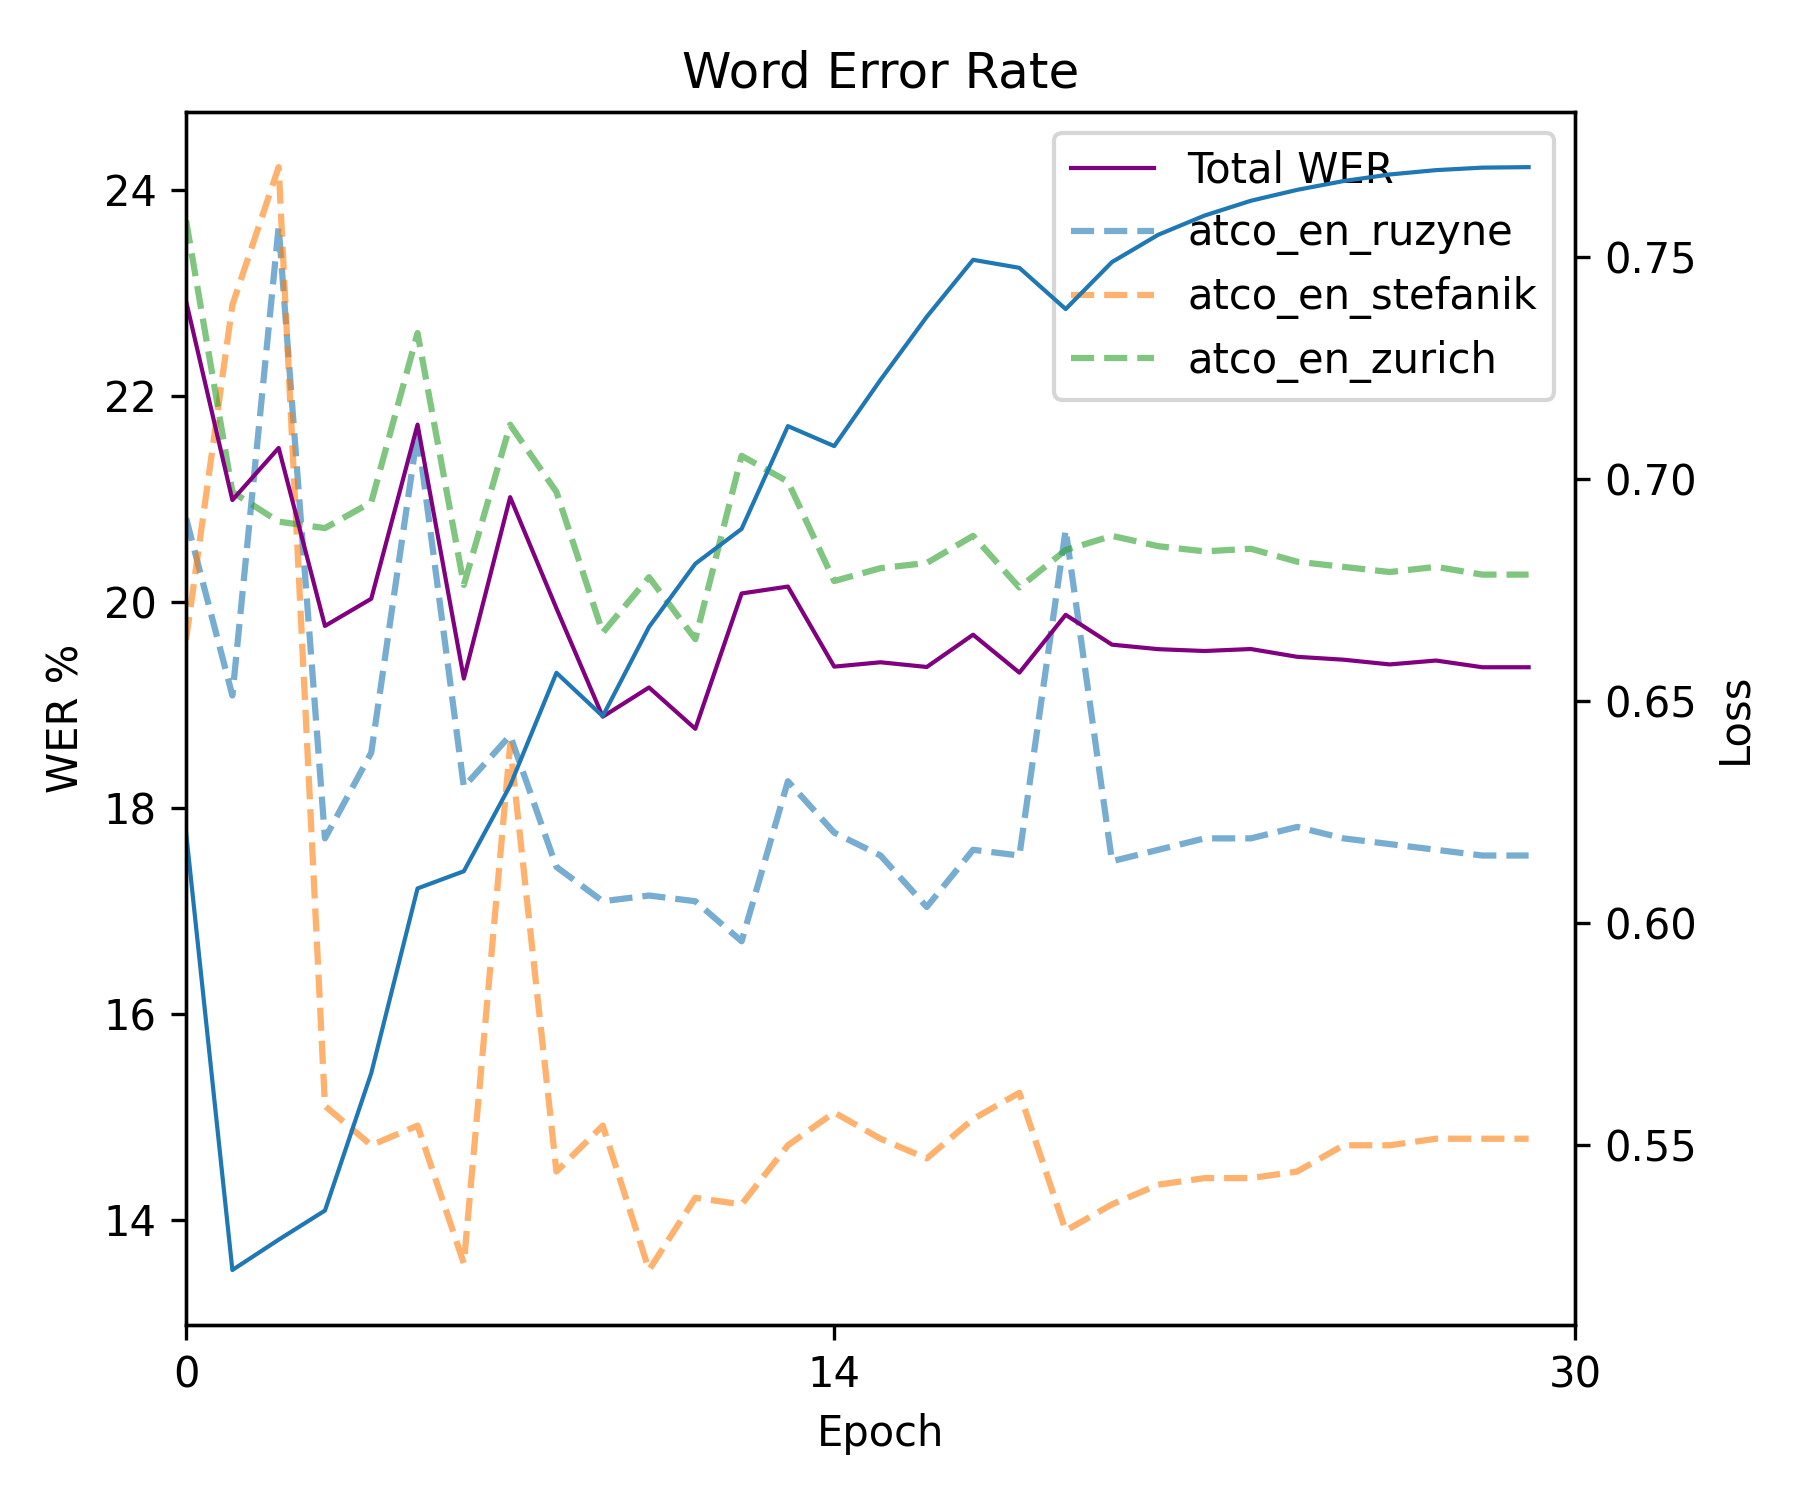 Word Error Rate
Total WER
atco_en_ruzyne
atco_en_stefanik
atco_en_zurich
24
22
20
18
16
14
WER %
0.75
0.70
0.65
0.60
0.55
Loss
0
14
30
Epoch